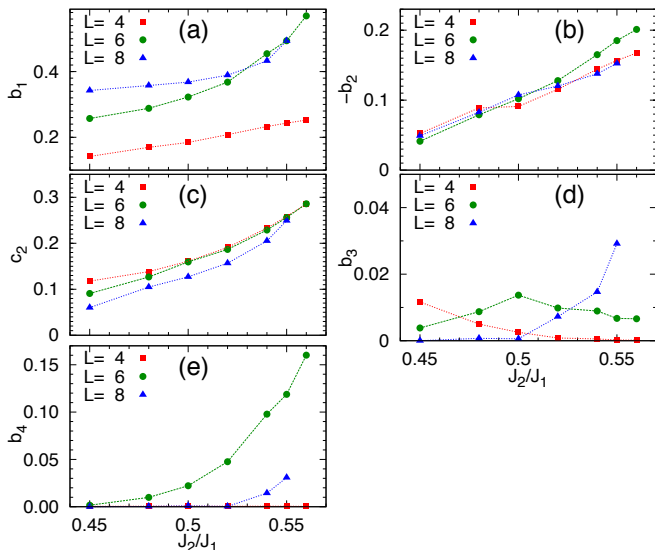 (a)
L= 4
L= 6
L= 8
0.4
0.2
b1
(b)
L= 4
L= 6
L= 8
0.2
0.1
0
-b2
(c)
L= 4
L= 6
L= 8
0.3
0.2
0.1
0
c2
(d)
L= 4
L= 6
L= 8
0.04
0.02
0
b3
0.45 0.5 0.55
J2/J1
(e)
L= 4
L= 6
L= 8
0.15
0.10
0.05
0.00
b4
0.45 0.5 0.55
J2/J1